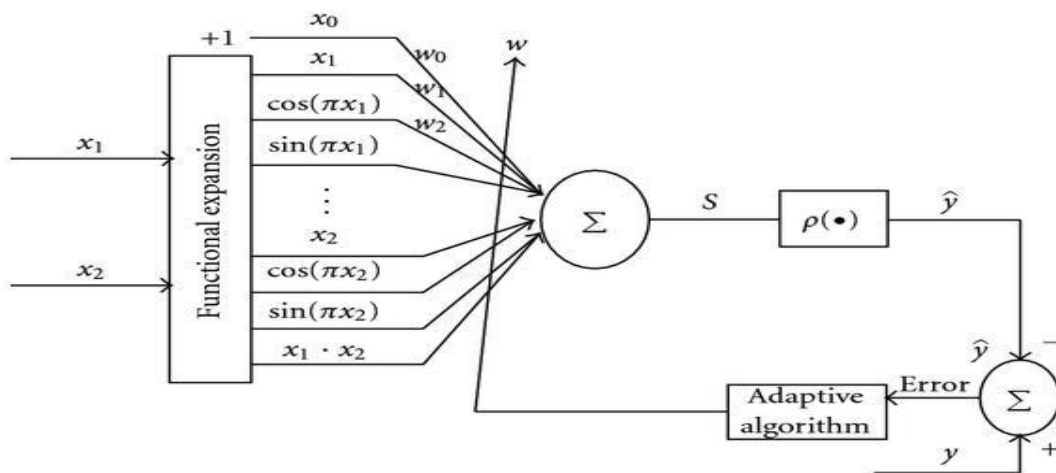 +1
x₀
x₁
cos(πx₁)
sin(πx₁)
⋮
x₂
cos(πx₂)
sin(πx₂)
x₁ · x₂
x₁
x₂
Functional expansion
w₀
w₁
w₂
w
Σ
S
ρ(•)
ŷ
ŷ
−
Σ
+
y
Error
Adaptive
algorithm